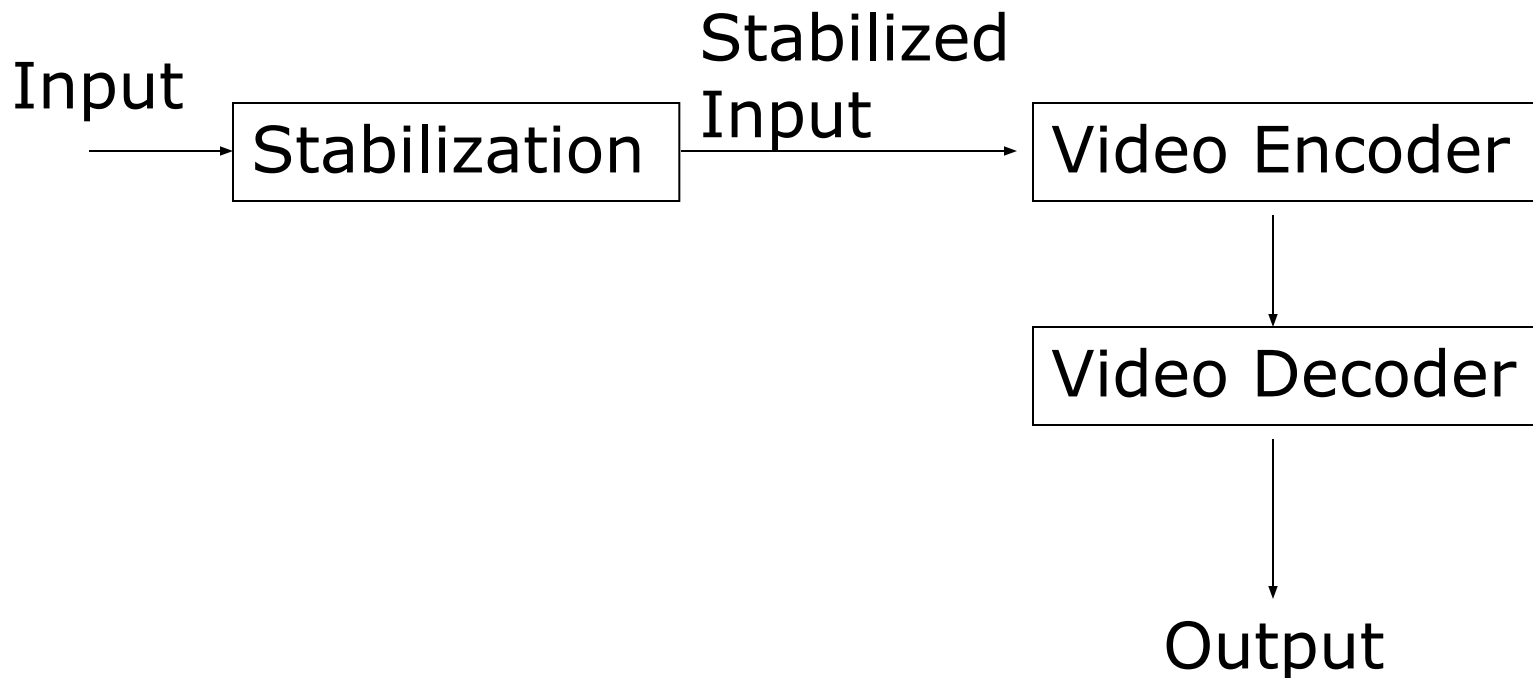 Input
Stabilization
Stabilized
Input
Video Encoder
Video Decoder
Output